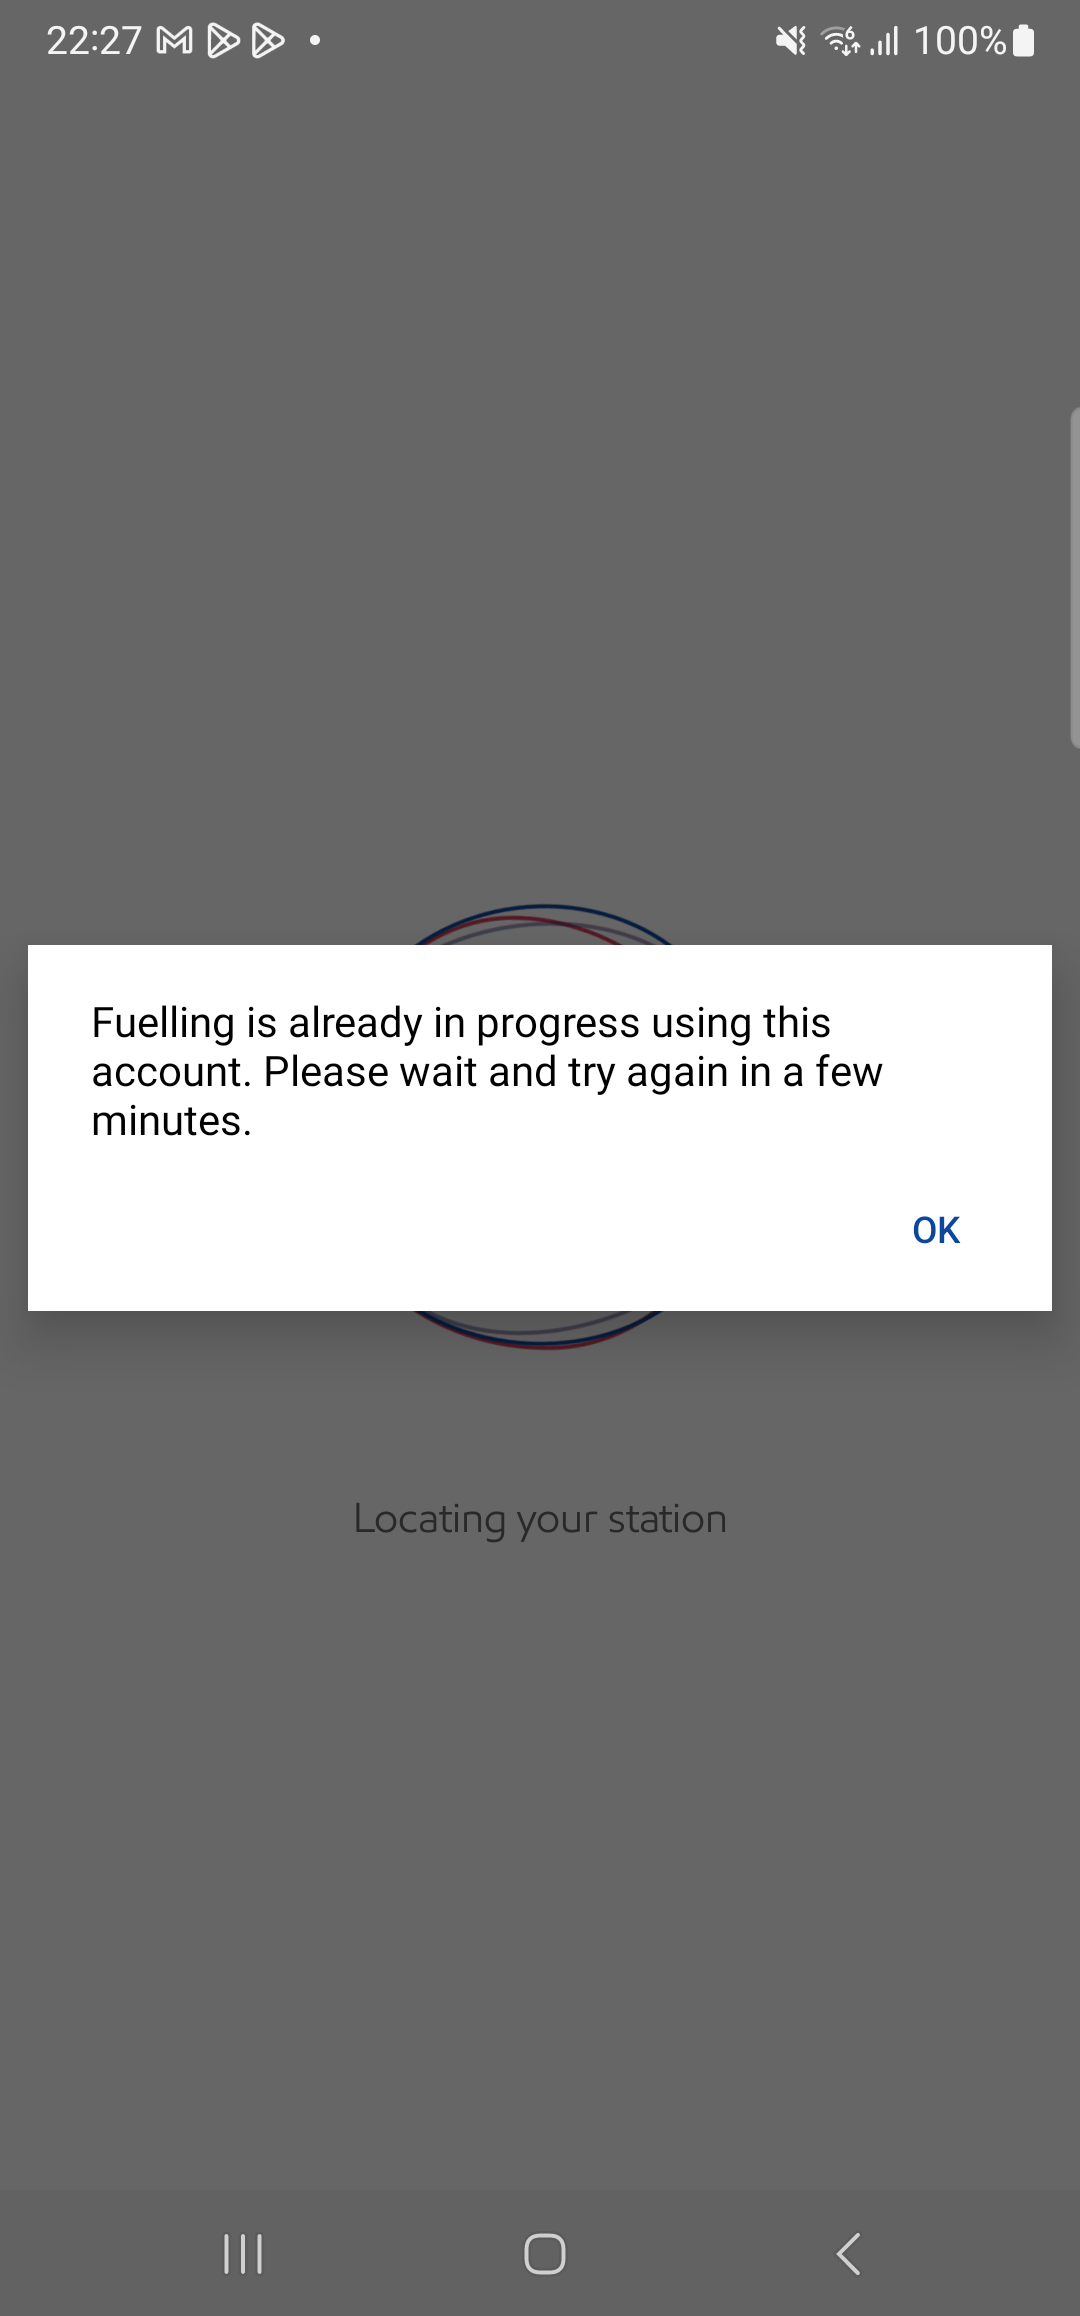 22:27
100%
Fuelling is already in progress using this
account. Please wait and try again in a few
minutes.
OK
Locating your station